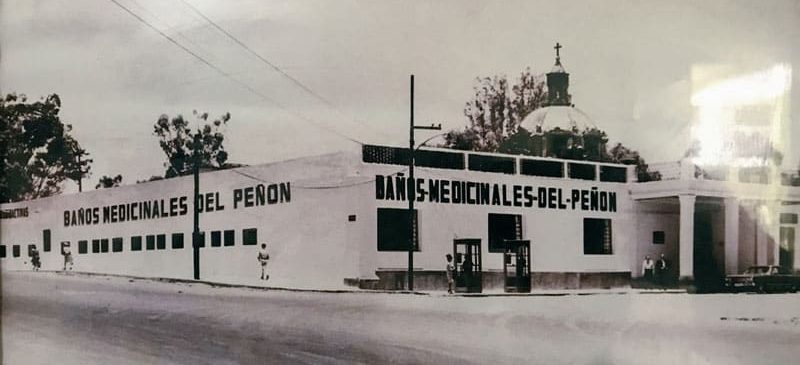 BAÑOS MEDICINALES DEL PEÑON
BAÑOS-MEDICINALES-DEL-PEÑON